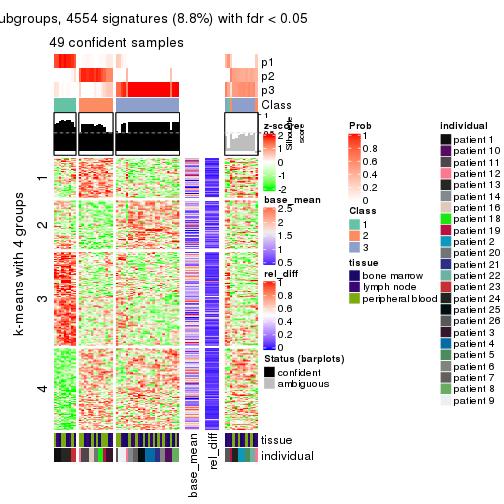 ubgroups, 4554 signatures (8.8%) with fdr < 0.05
49 confident samples
p1
p2
p3
Class
1
0.5
0
Silhouette
score
k-means with 4 groups
1
2
3
4
tissue
individual
base_mean
rel_diff
z-score
2
1
0
-1
-2
base_mean
2.5
2
1.5
1
0.5
rel_diff
1
0.8
0.6
0.4
0.2
0
Status (barplots)
confident
ambiguous
Prob
1
0.8
0.6
0.4
0.2
0
Class
1
2
3
tissue
bone marrow
lymph node
peripheral blood
individual
patient 1
patient 10
patient 11
patient 12
patient 13
patient 14
patient 16
patient 18
patient 19
patient 2
patient 20
patient 21
patient 22
patient 23
patient 24
patient 25
patient 26
patient 3
patient 4
patient 5
patient 6
patient 7
patient 8
patient 9